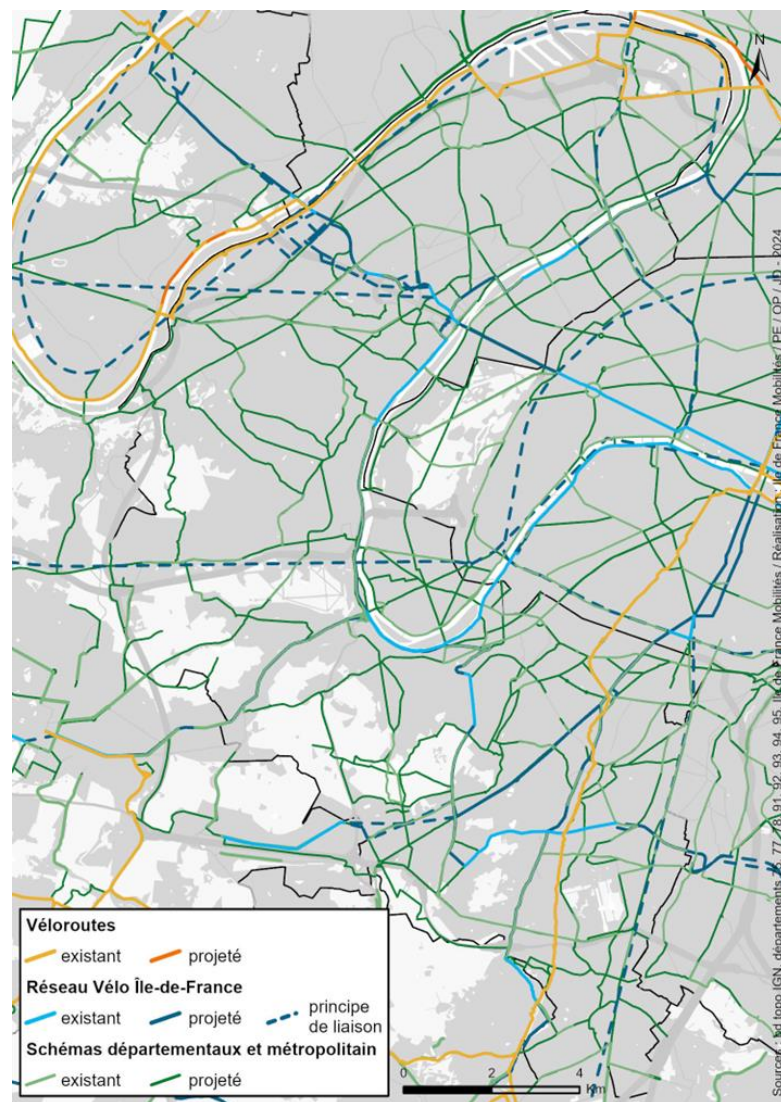 N
Véloroutes
existant projeté
Réseau Vélo Île-de-France
existant projeté principe
de liaison
Schémas départementaux et métropolitain
existant projeté
0 2 4
Km
Sources : bd topo IGN, départements 77, 78, 91, 92, 93, 94, 95, Île de France Mobilités / Réalisation : Île de France Mobilités / PE / OP / 2024